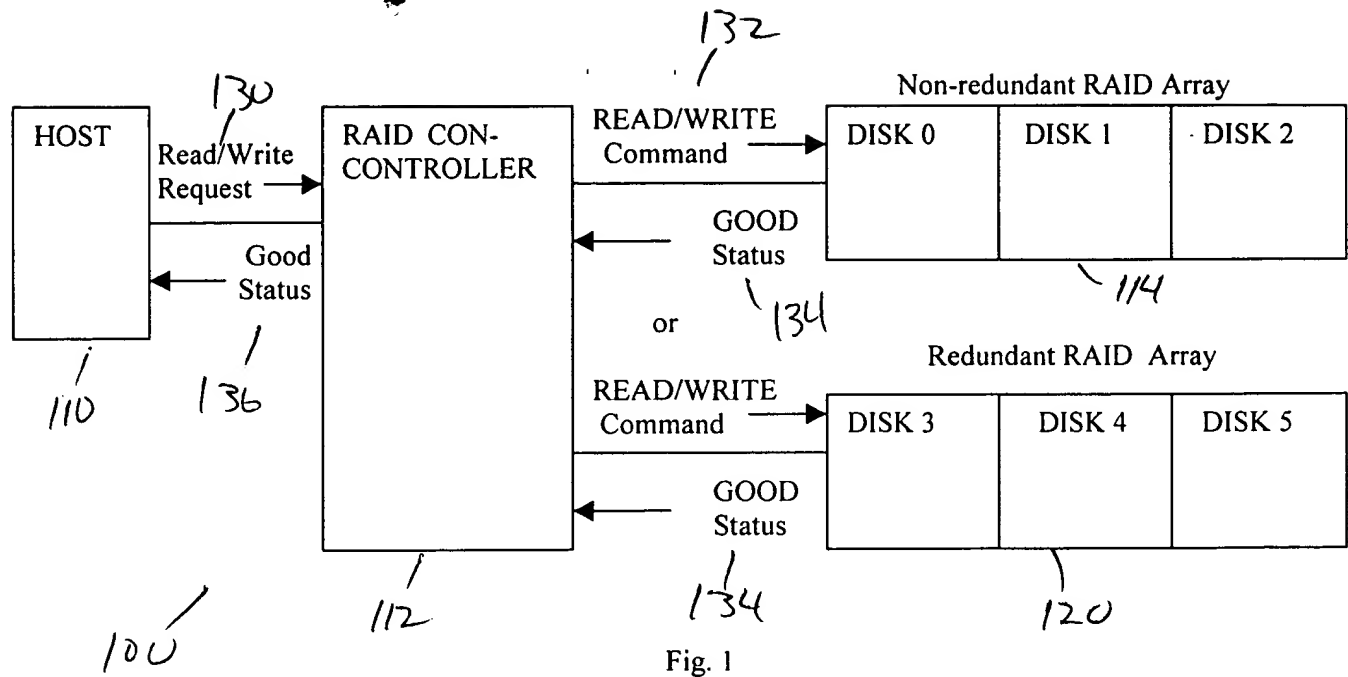 132
Non-redundant RAID Array
130
HOST
Read/Write
Request
RAID CON-
CONTROLLER
READ/WRITE
Command
DISK 0
DISK 1
DISK 2
Good
Status
GOOD
Status
134
114
or
136
110
Redundant RAID Array
READ/WRITE
Command
DISK 3
DISK 4
DISK 5
GOOD
Status
134
112
120
100
Fig. 1